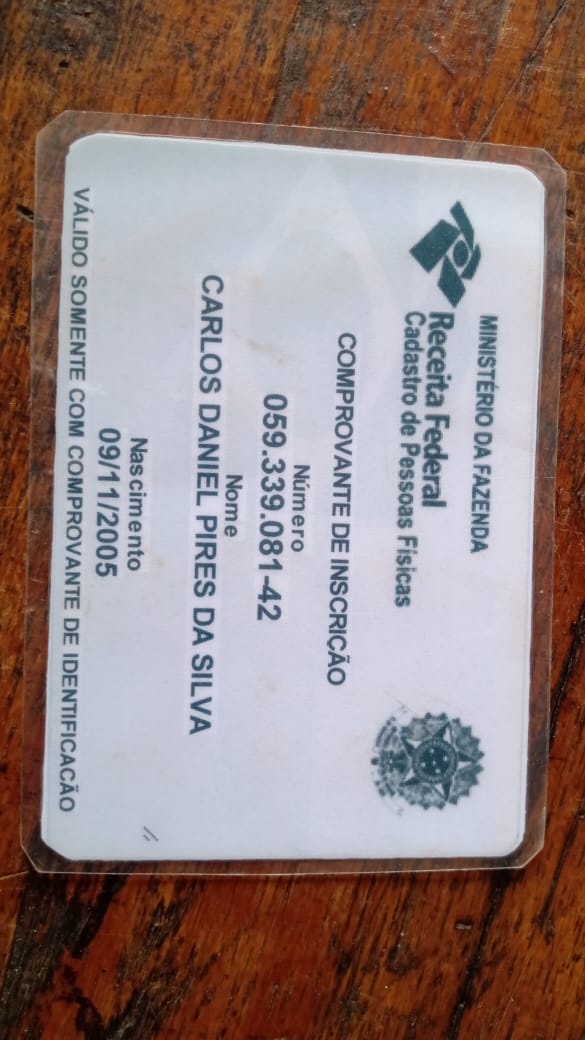 MINISTÉRIO DA FAZENDA
Receita Federal
Cadastro de Pessoas Físicas
COMPROVANTE DE INSCRIÇÃO
Número
059.339.081-42
Nome
CARLOS DANIEL PIRES DA SILVA
Nascimento
09/11/2005
VÁLIDO SOMENTE COM COMPROVANTE DE IDENTIFICAÇÃO